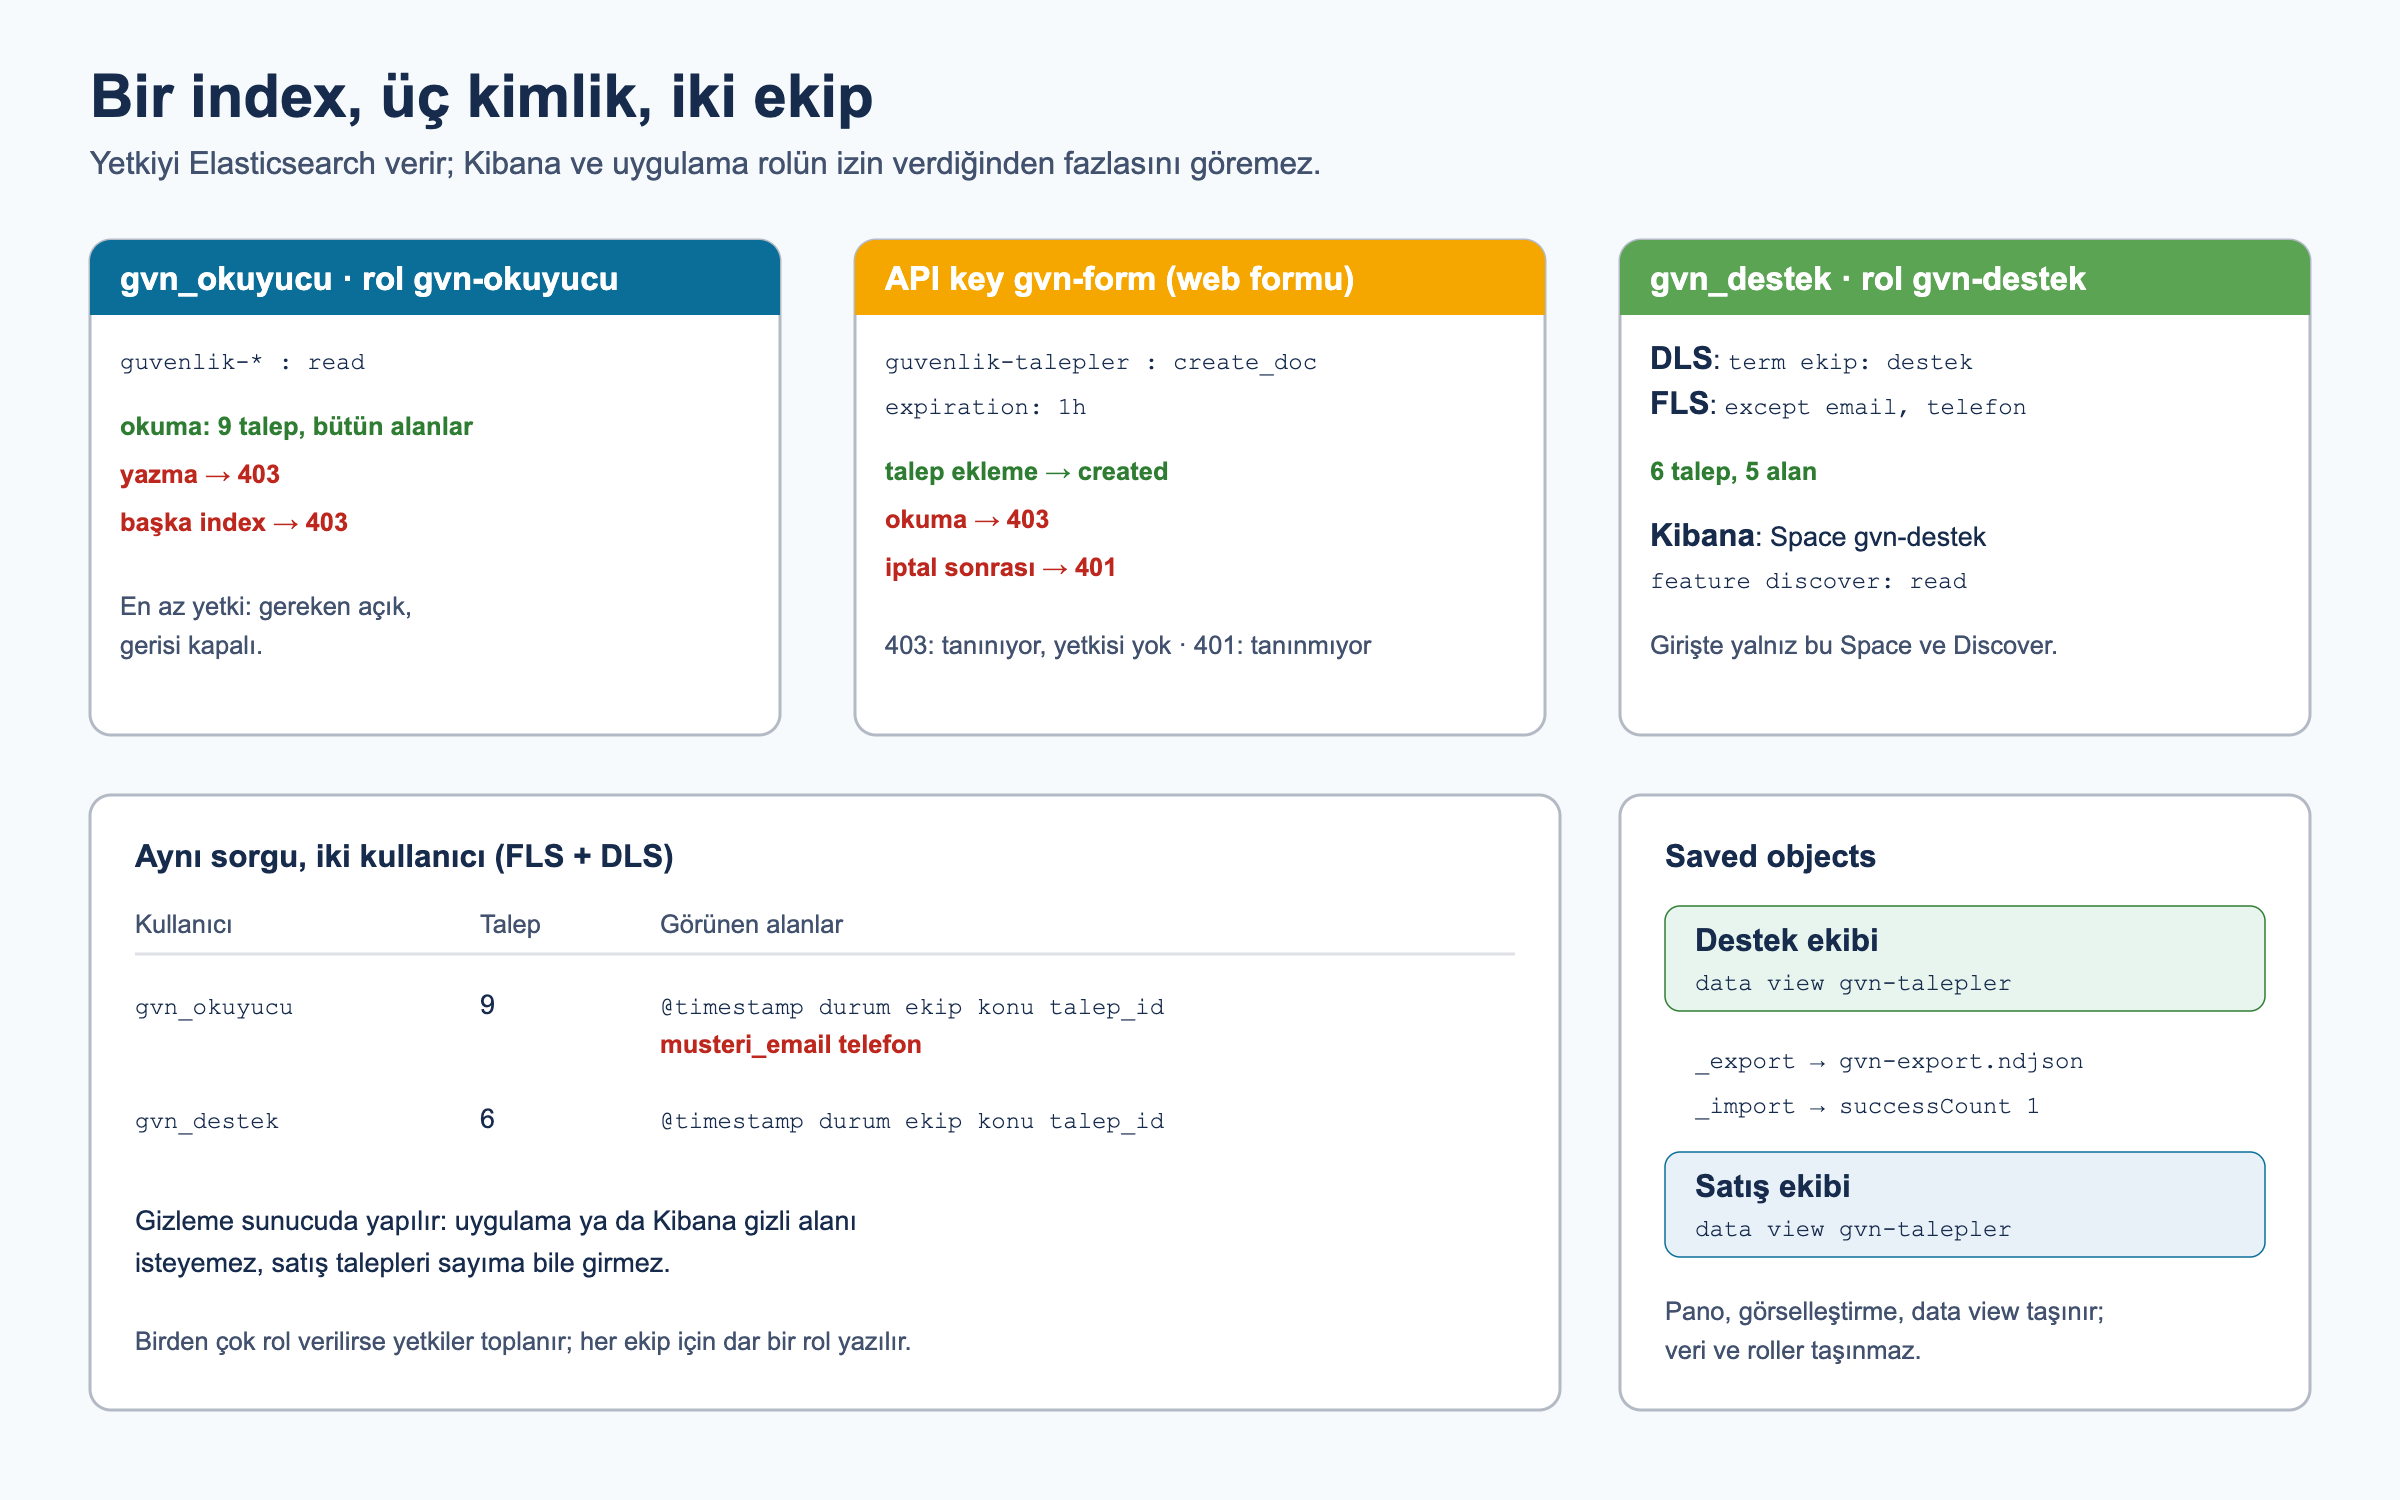 Bir index, üç kimlik, iki ekip
Yetkiyi Elasticsearch verir; Kibana ve uygulama rolün izin verdiğinden fazlasını göremez.
gvn_okuyucu · rol gvn-okuyucu
guvenlik-* : read
okuma: 9 talep, bütün alanlar
yazma → 403
başka index → 403
En az yetki: gereken açık,
gerisi kapalı.
API key gvn-form (web formu)
guvenlik-talepler : create_doc
expiration: 1h
talep ekleme → created
okuma → 403
iptal sonrası → 401
403: tanınıyor, yetkisi yok · 401: tanınmıyor
gvn_destek · rol gvn-destek
DLS: term ekip: destek
FLS: except email, telefon
6 talep, 5 alan
Kibana: Space gvn-destek
feature discover: read
Girişte yalnız bu Space ve Discover.
Aynı sorgu, iki kullanıcı (FLS + DLS)
Kullanıcı Talep Görünen alanlar
gvn_okuyucu 9 @timestamp durum ekip konu talep_id
musteri_email telefon
gvn_destek 6 @timestamp durum ekip konu talep_id
Gizleme sunucuda yapılır: uygulama ya da Kibana gizli alanı
isteyemez, satış talepleri sayıma bile girmez.
Birden çok rol verilirse yetkiler toplanır; her ekip için dar bir rol yazılır.
Saved objects
Destek ekibi
data view gvn-talepler
_export → gvn-export.ndjson
_import → successCount 1
Satış ekibi
data view gvn-talepler
Pano, görselleştirme, data view taşınır;
veri ve roller taşınmaz.